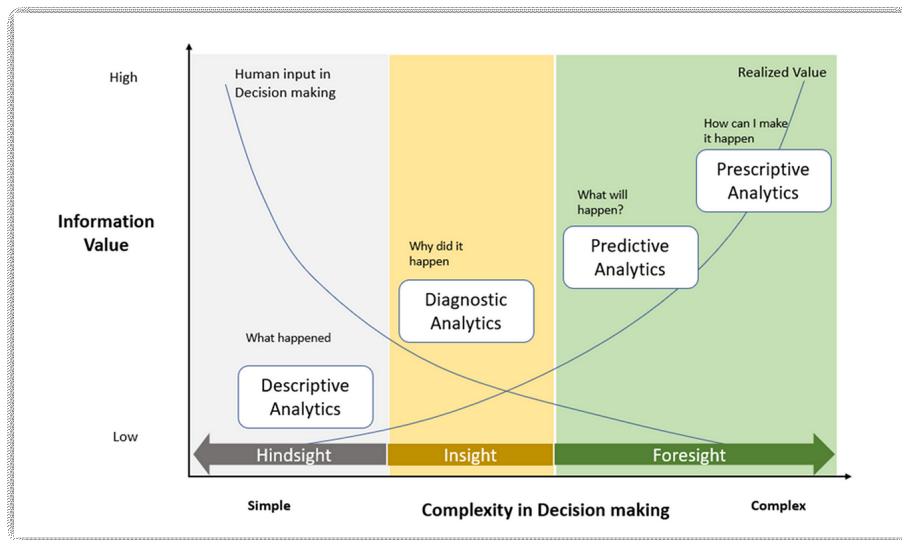 High
Human input in
Decision making
Realized Value
How can I make
it happen
Prescriptive
Analytics
What will
happen?
Information
Value
Predictive
Analytics
Why did it
happen
Diagnostic
Analytics
What happened
Descriptive
Analytics
Low
Hindsight
Insight
Foresight
Simple
Complexity in Decision making
Complex